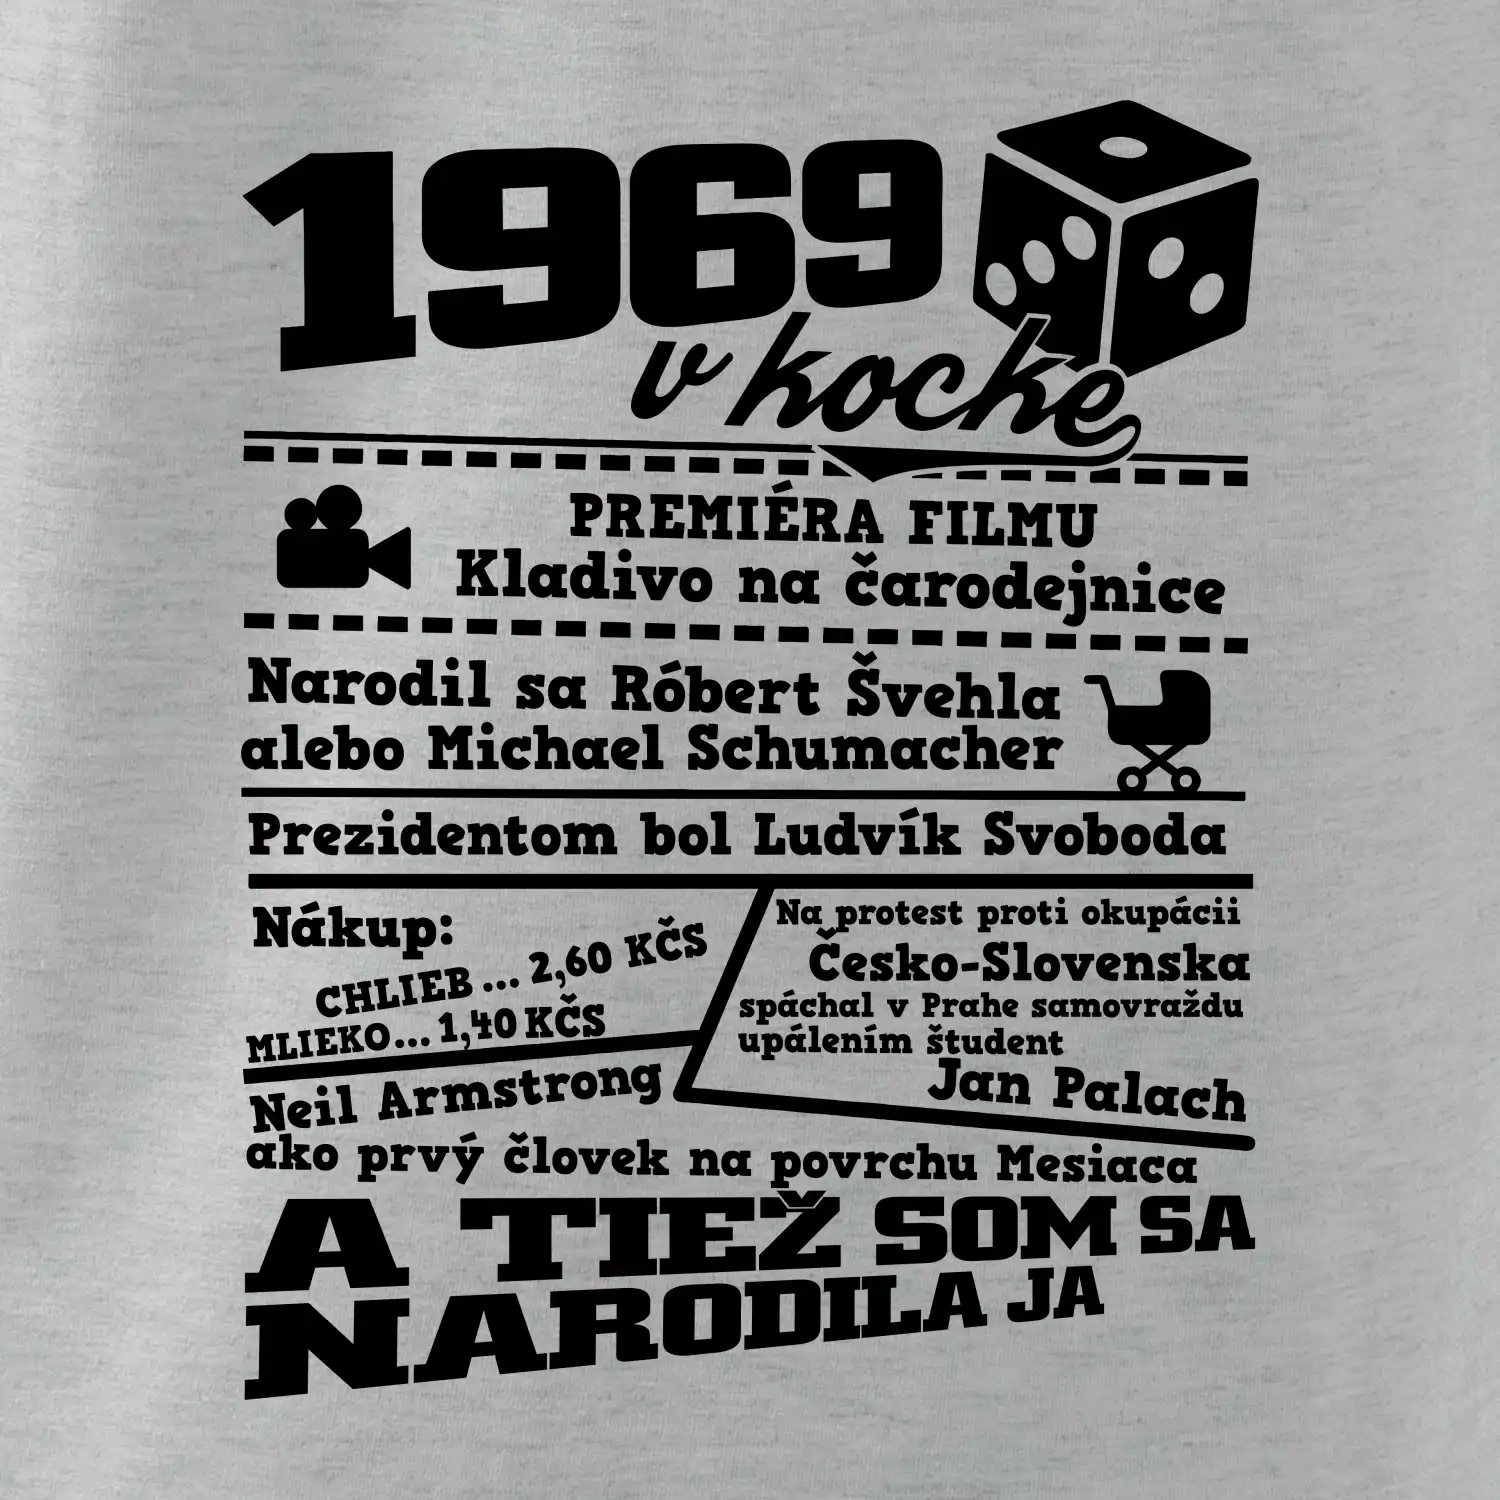 1969
v kocke
PREMIÉRA FILMU
Kladivo na čarodejnice
Narodil sa Róbert Švehla
alebo Michael Schumacher
Prezidentom bol Ludvík Svoboda
Nákup:
CHLIEB... 2,60 KČS
MLIEKO... 1,40 KČS
Na protest proti okupácii
Česko-Slovenska
spáchal v Prahe samovraždu
upálením študent
Jan Palach
Neil Armstrong
ako prvý človek na povrchu Mesiaca
A TIEŽ SOM SA
NARODILA JA